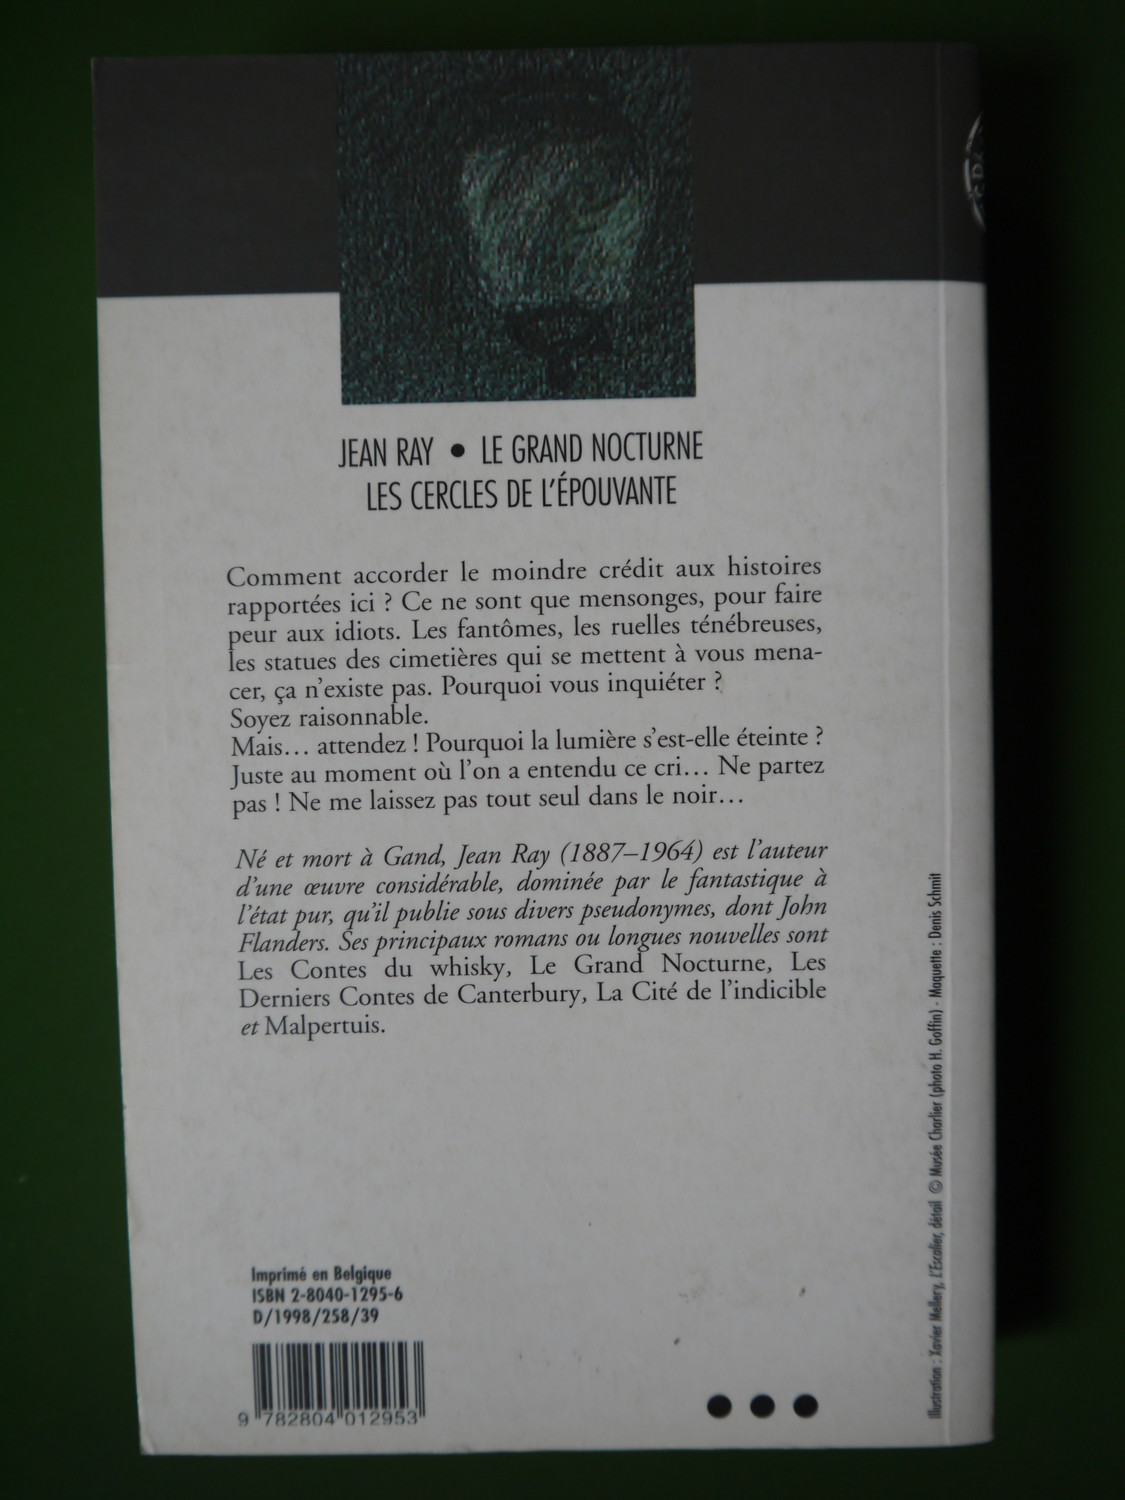 JEAN RAY • LE GRAND NOCTURNE
LES CERCLES DE L'ÉPOUVANTE
Comment accorder le moindre crédit aux histoires
rapportées ici ? Ce ne sont que mensonges, pour faire
peur aux idiots. Les fantômes, les ruelles ténébreuses,
les statues des cimetières qui se mettent à vous mena-
cer, ça n'existe pas. Pourquoi vous inquiéter ?
Soyez raisonnable.
Mais… attendez ! Pourquoi la lumière s'est-elle éteinte ?
Juste au moment où l'on a entendu ce cri… Ne partez
pas ! Ne me laissez pas tout seul dans le noir…
Né et mort à Gand, Jean Ray (1887–1964) est l'auteur
d'une œuvre considérable, dominée par le fantastique à
l'état pur, qu'il publie sous divers pseudonymes, dont John
Flanders. Ses principaux romans ou longues nouvelles sont
Les Contes du whisky, Le Grand Nocturne, Les
Derniers Contes de Canterbury, La Cité de l'indicible
et Malpertuis.
Imprimé en Belgique
ISBN 2-8040-1295-6
D/1998/258/39
9 782804 012953
Illustration : Xavier Mellery, L'Escalier, détail © Musée Charlier (photo H. Goffin) - Maquette : Denis Schmit